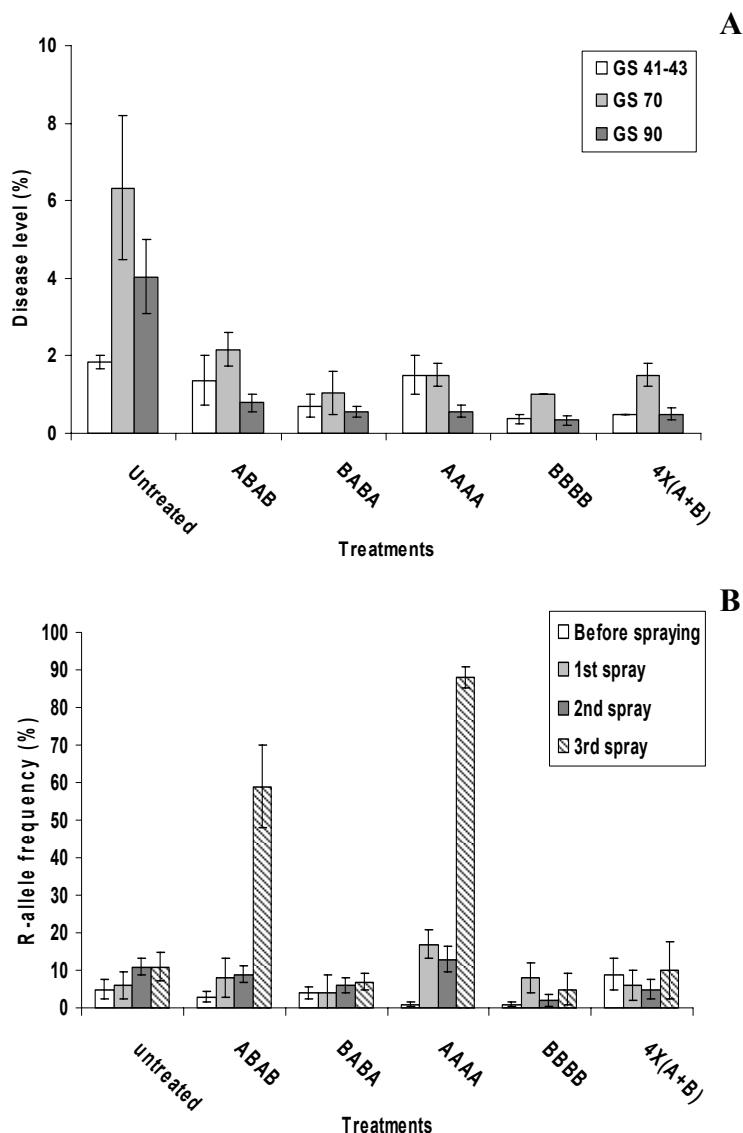 A
10
8
6
4
2
0
Disease level (%)
GS 41-43
GS 70
GS 90
Untreated
ABAB
BABA
AAAA
BBBB
4X(A+B)
Treatments
B
100
90
80
70
60
50
40
30
20
10
0
R-allele frequency (%)
Before spraying
1st spray
2nd spray
3rd spray
untreated
ABAB
BABA
AAAA
BBBB
4X(A+B)
Treatments